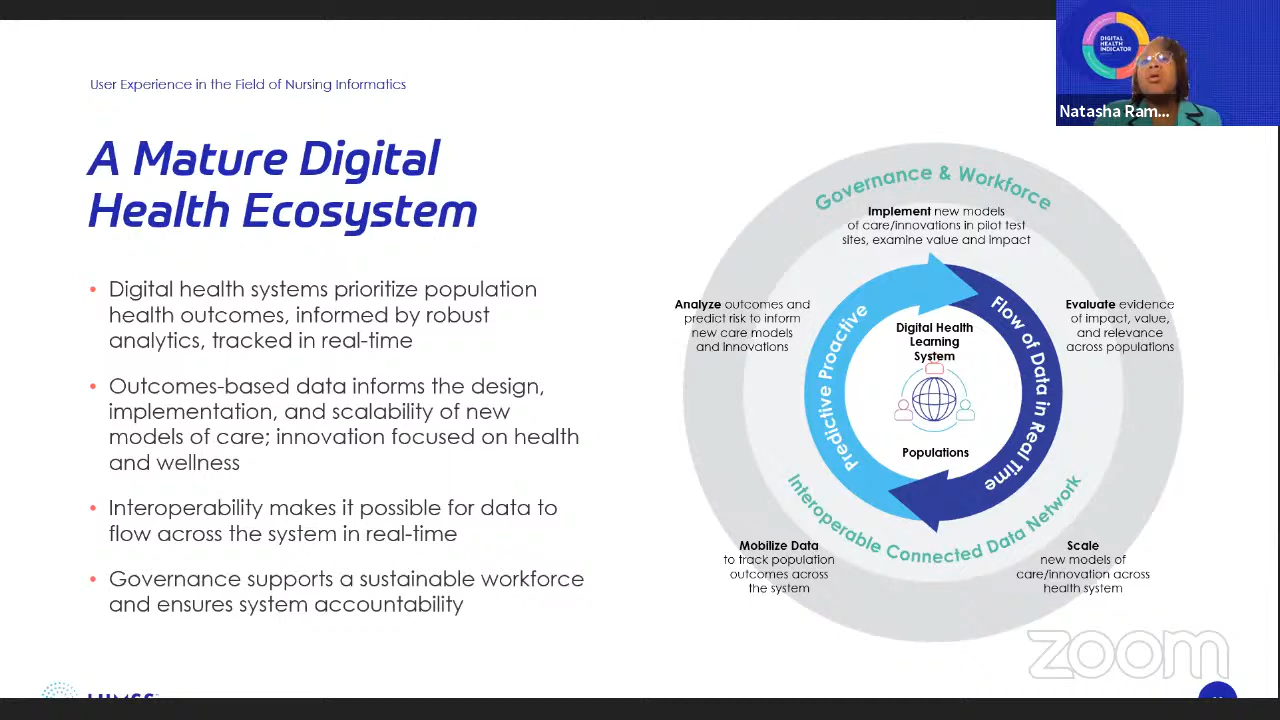 User Experience in the Field of Nursing Informatics
A Mature Digital
Health Ecosystem
• Digital health systems prioritize population
health outcomes, informed by robust
analytics, tracked in real-time
• Outcomes-based data informs the design,
implementation, and scalability of new
models of care; innovation focused on health
and wellness
• Interoperability makes it possible for data to
flow across the system in real-time
• Governance supports a sustainable workforce
and ensures system accountability
DIGITAL
HEALTH
INDICATOR
Natasha Ram...
Governance & Workforce
Implement new models
of care/innovations in pilot test
sites, examine value and impact
Analyze outcomes and
predict risk to inform
new care models
and innovations
Evaluate evidence
of impact, value,
and relevance
across populations
Predictive Proactive
Flow of Data in Real Time
Digital Health
Learning
System
Populations
Interoperable Connected Data Network
Mobilize Data
to track population
outcomes across
the system
Scale
new models of
care/innovation across
health system
zoom